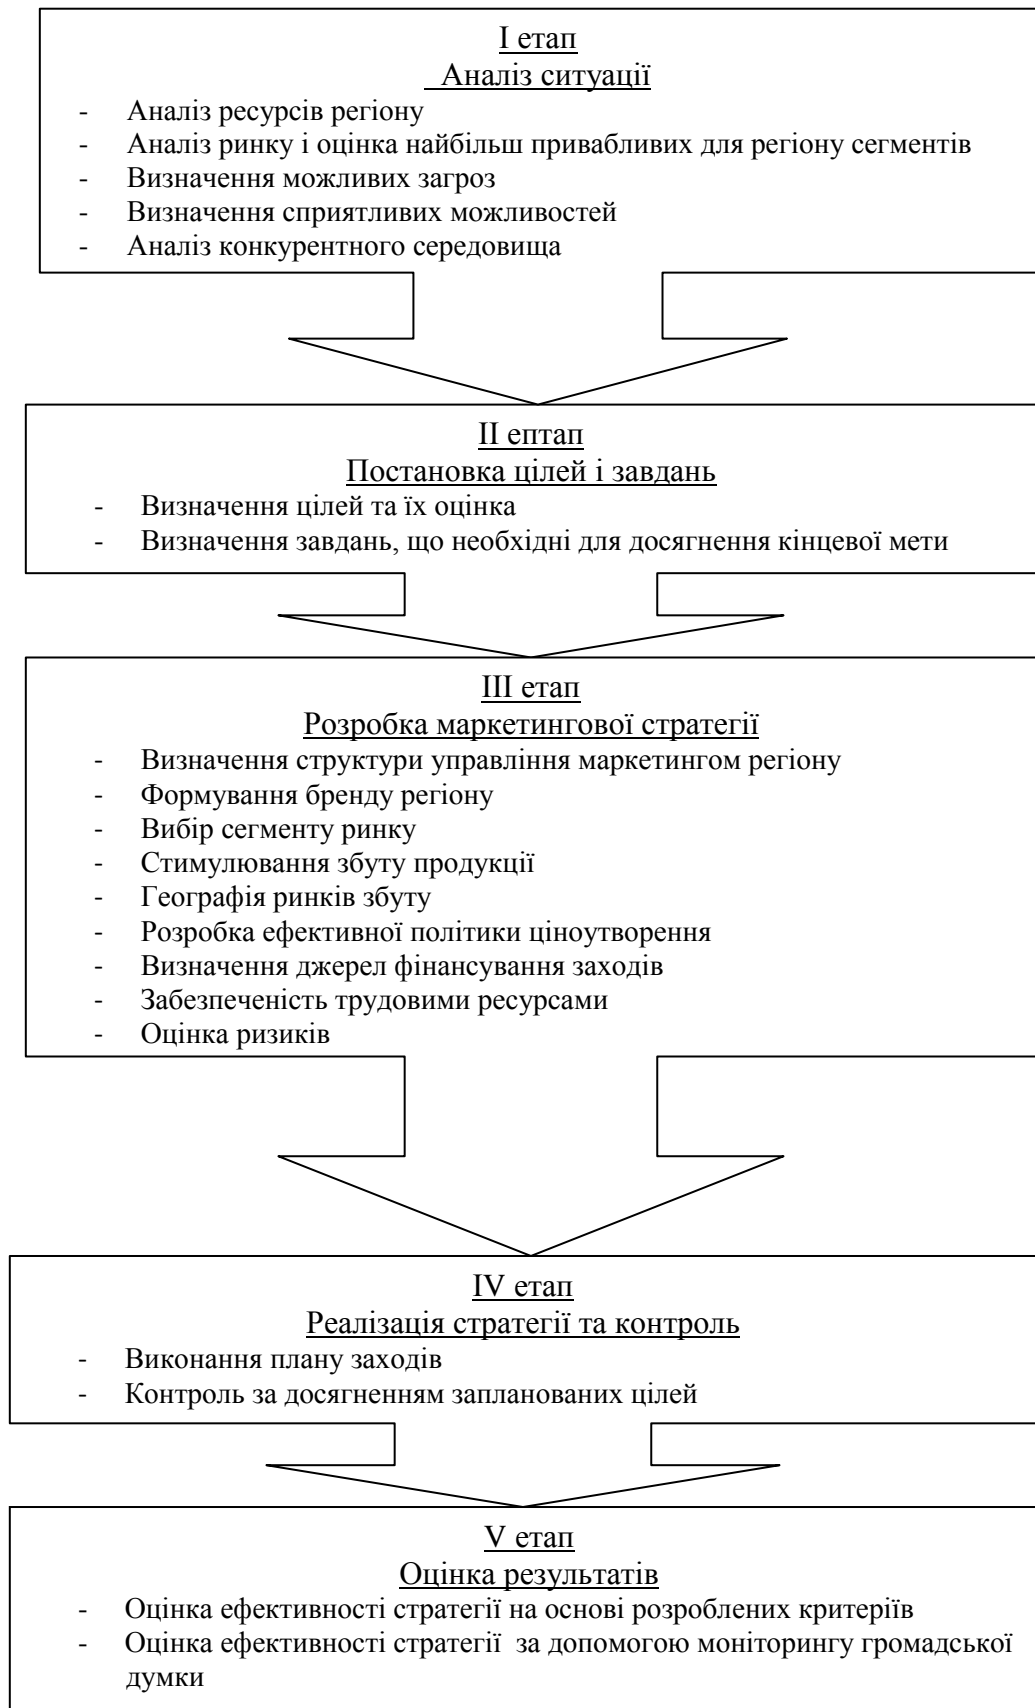 І етап
Аналіз ситуації
- Аналіз ресурсів регіону
- Аналіз ринку і оцінка найбільш привабливих для регіону сегментів
- Визначення можливих загроз
- Визначення сприятливих можливостей
- Аналіз конкурентного середовища
ІІ ептап
Постановка цілей і завдань
- Визначення цілей та їх оцінка
- Визначення завдань, що необхідні для досягнення кінцевої мети
ІІІ етап
Розробка маркетингової стратегії
- Визначення структури управління маркетингом регіону
- Формування бренду регіону
- Вибір сегменту ринку
- Стимулювання збуту продукції
- Географія ринків збуту
- Розробка ефективної політики ціноутворення
- Визначення джерел фінансування заходів
- Забезпеченість трудовими ресурсами
- Оцінка ризиків
IV етап
Реалізація стратегії та контроль
- Виконання плану заходів
- Контроль за досягненням запланованих цілей
V етап
Оцінка результатів
- Оцінка ефективності стратегії на основі розроблених критеріїв
- Оцінка ефективності стратегії за допомогою моніторингу громадської
думки